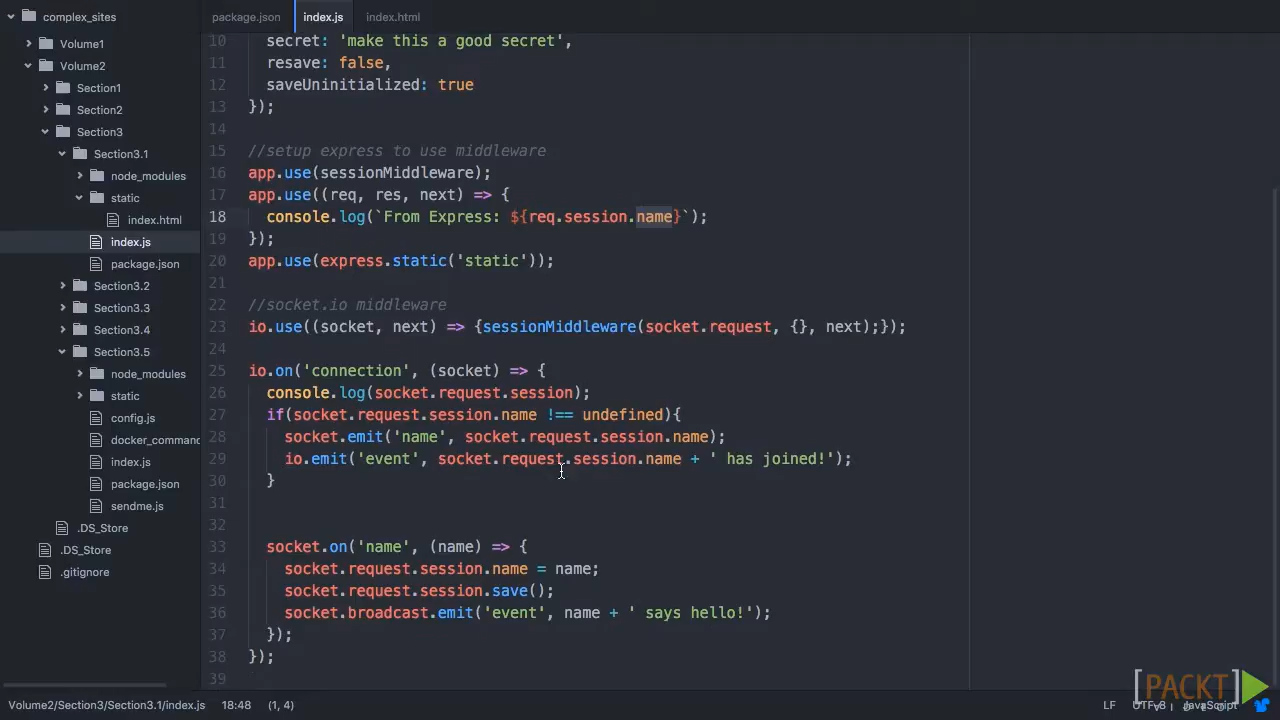 complex_sites
Volume1
Volume2
Section1
Section2
Section3
Section3.1
node_modules
static
index.html
index.js
package.json
Section3.2
Section3.3
Section3.4
Section3.5
node_modules
static
config.js
docker_comman
index.js
package.json
sendme.js
.DS_Store
.DS_Store
.gitignore
package.json index.js index.html
10 secret: 'make this a good secret',
11 resave: false,
12 saveUninitialized: true
13 });
14
15 //setup express to use middleware
16 app.use(sessionMiddleware);
17 app.use((req, res, next) => {
18 console.log(`From Express: ${req.session.name}`);
19 });
20 app.use(express.static('static'));
21
22 //socket.io middleware
23 io.use((socket, next) => {sessionMiddleware(socket.request, {}, next);});
24
25 io.on('connection', (socket) => {
26 console.log(socket.request.session);
27 if(socket.request.session.name !== undefined){
28 socket.emit('name', socket.request.session.name);
29 io.emit('event', socket.request.session.name + ' has joined!');
30 }
31
32
33 socket.on('name', (name) => {
34 socket.request.session.name = name;
35 socket.request.session.save();
36 socket.broadcast.emit('event', name + ' says hello!');
37 });
38 });
39
[PACKT]
Volume2/Section3/Section3.1/index.js 18:48 (1, 4) LF UTF-8 JavaScript